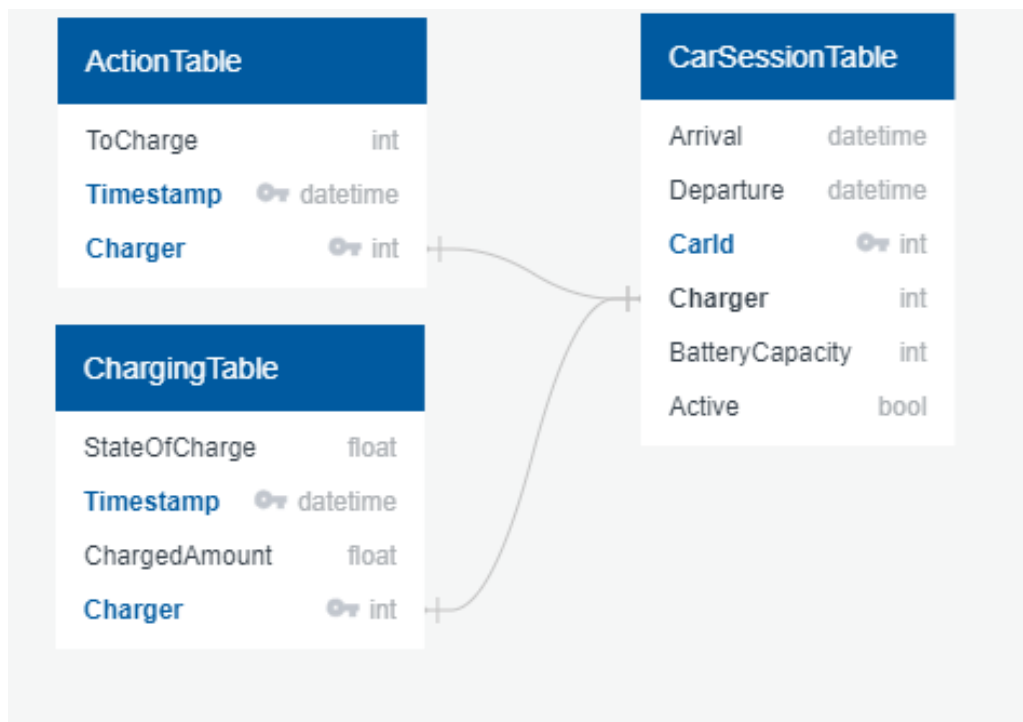 ActionTable
ToCharge int
Timestamp datetime
Charger int
ChargingTable
StateOfCharge float
Timestamp datetime
ChargedAmount float
Charger int
CarSessionTable
Arrival datetime
Departure datetime
CarId int
Charger int
BatteryCapacity int
Active bool